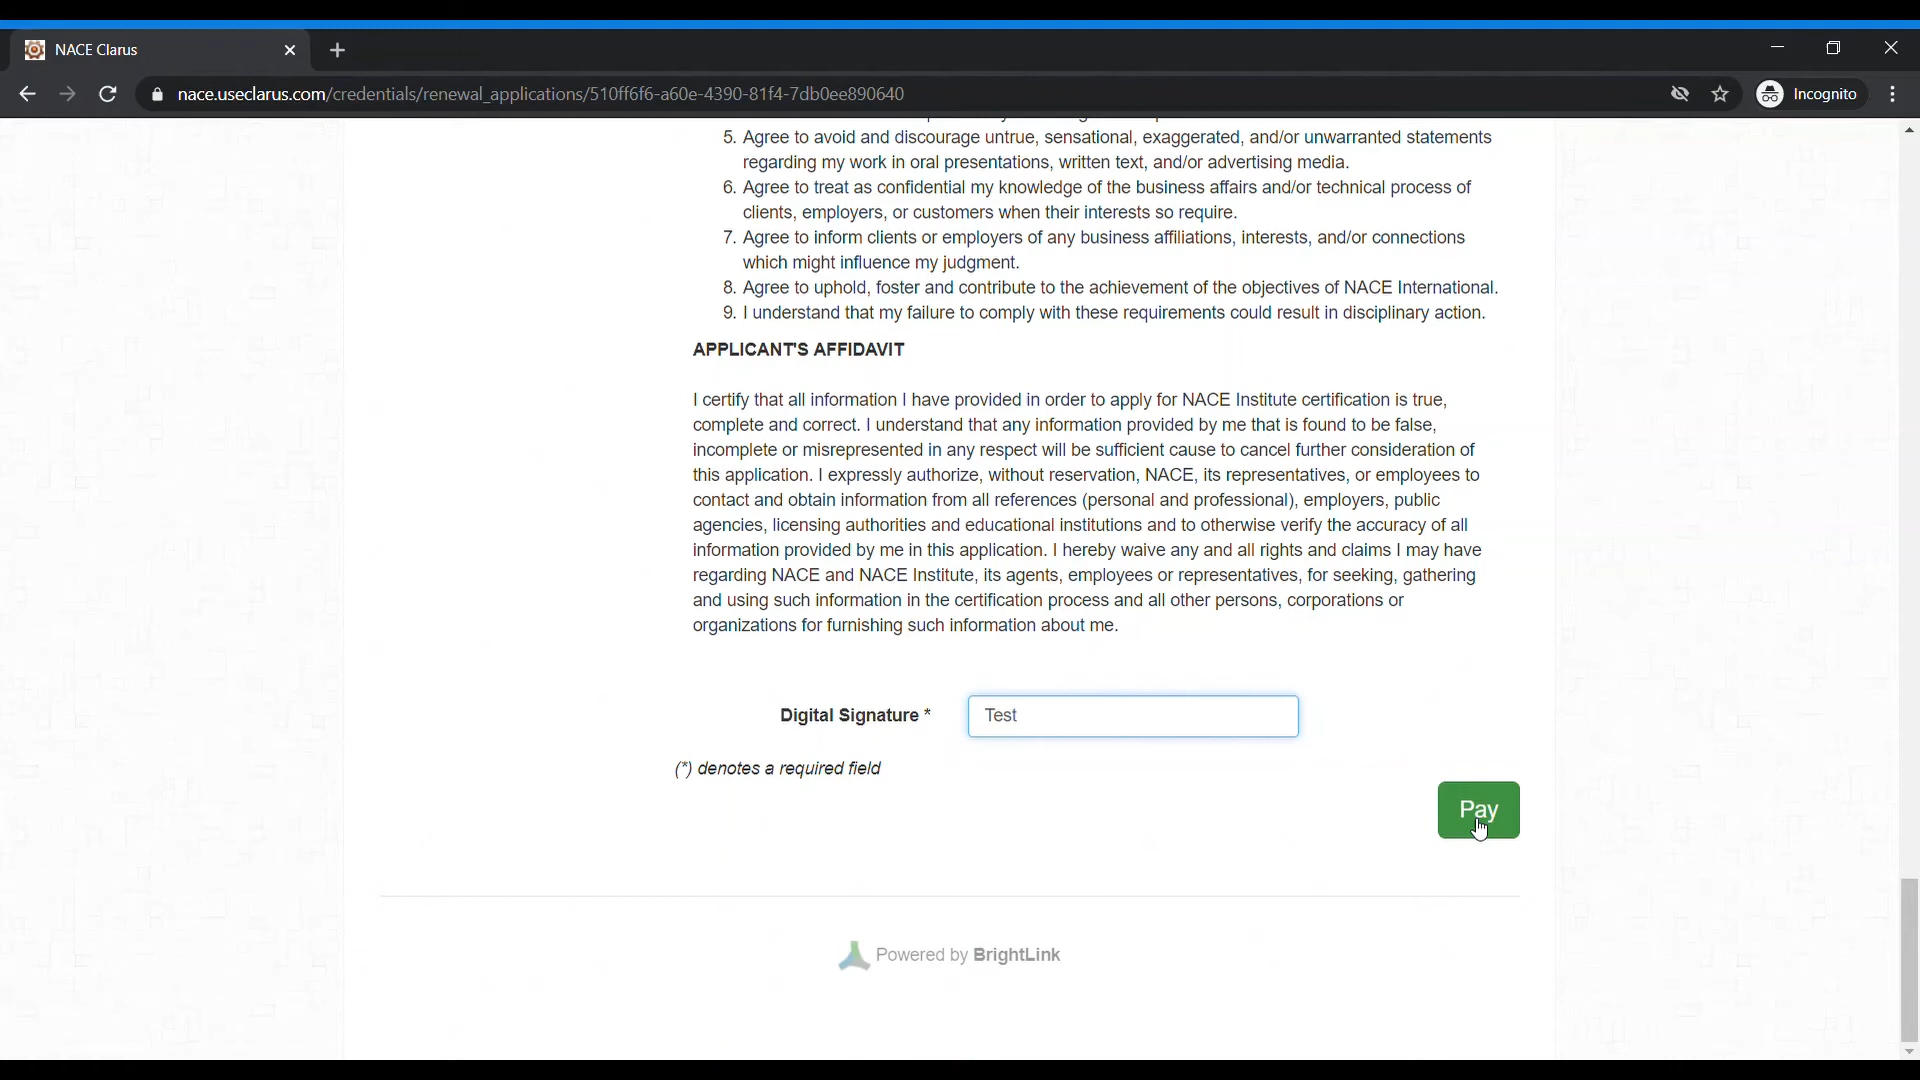 NACE Clarus
nace.useclarus.com/credentials/renewal_applications/510ff6f6-a60e-4390-81f4-7db0ee890640
Incognito
5. Agree to avoid and discourage untrue, sensational, exaggerated, and/or unwarranted statements
regarding my work in oral presentations, written text, and/or advertising media.
6. Agree to treat as confidential my knowledge of the business affairs and/or technical process of
clients, employers, or customers when their interests so require.
7. Agree to inform clients or employers of any business affiliations, interests, and/or connections
which might influence my judgment.
8. Agree to uphold, foster and contribute to the achievement of the objectives of NACE International.
9. I understand that my failure to comply with these requirements could result in disciplinary action.
APPLICANT'S AFFIDAVIT
I certify that all information I have provided in order to apply for NACE Institute certification is true,
complete and correct. I understand that any information provided by me that is found to be false,
incomplete or misrepresented in any respect will be sufficient cause to cancel further consideration of
this application. I expressly authorize, without reservation, NACE, its representatives, or employees to
contact and obtain information from all references (personal and professional), employers, public
agencies, licensing authorities and educational institutions and to otherwise verify the accuracy of all
information provided by me in this application. I hereby waive any and all rights and claims I may have
regarding NACE and NACE Institute, its agents, employees or representatives, for seeking, gathering
and using such information in the certification process and all other persons, corporations or
organizations for furnishing such information about me.
Digital Signature * Test
(*) denotes a required field
Pay
Powered by BrightLink